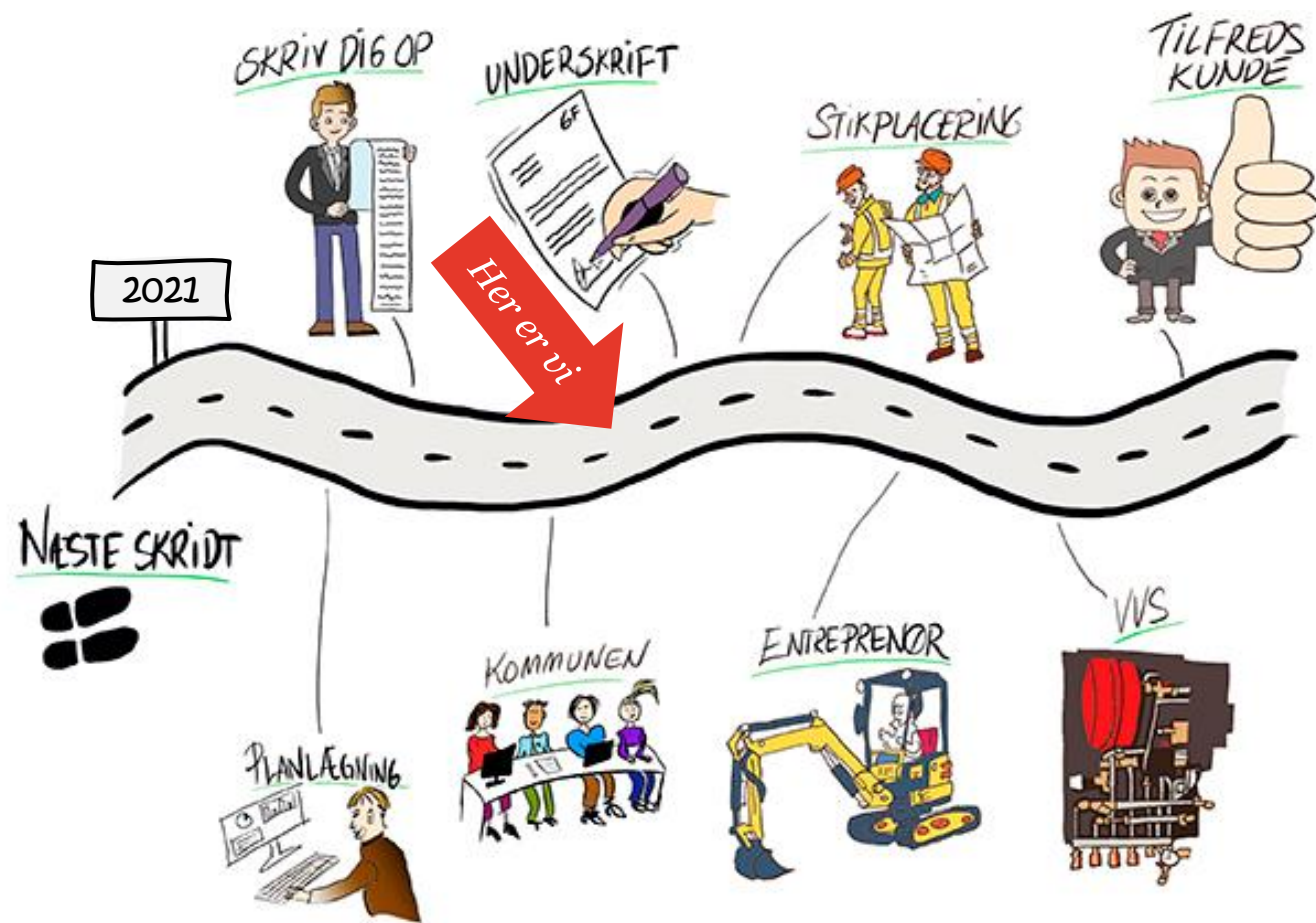 SKRIV DIG OP
UNDERSKRIFT
GF
STIKPLACERING
TILFREDS
KUNDE
2021
Her er vi
NÆSTE SKRIDT
PLANLÆGNING
KOMMUNEN
ENTREPRENØR
VVS